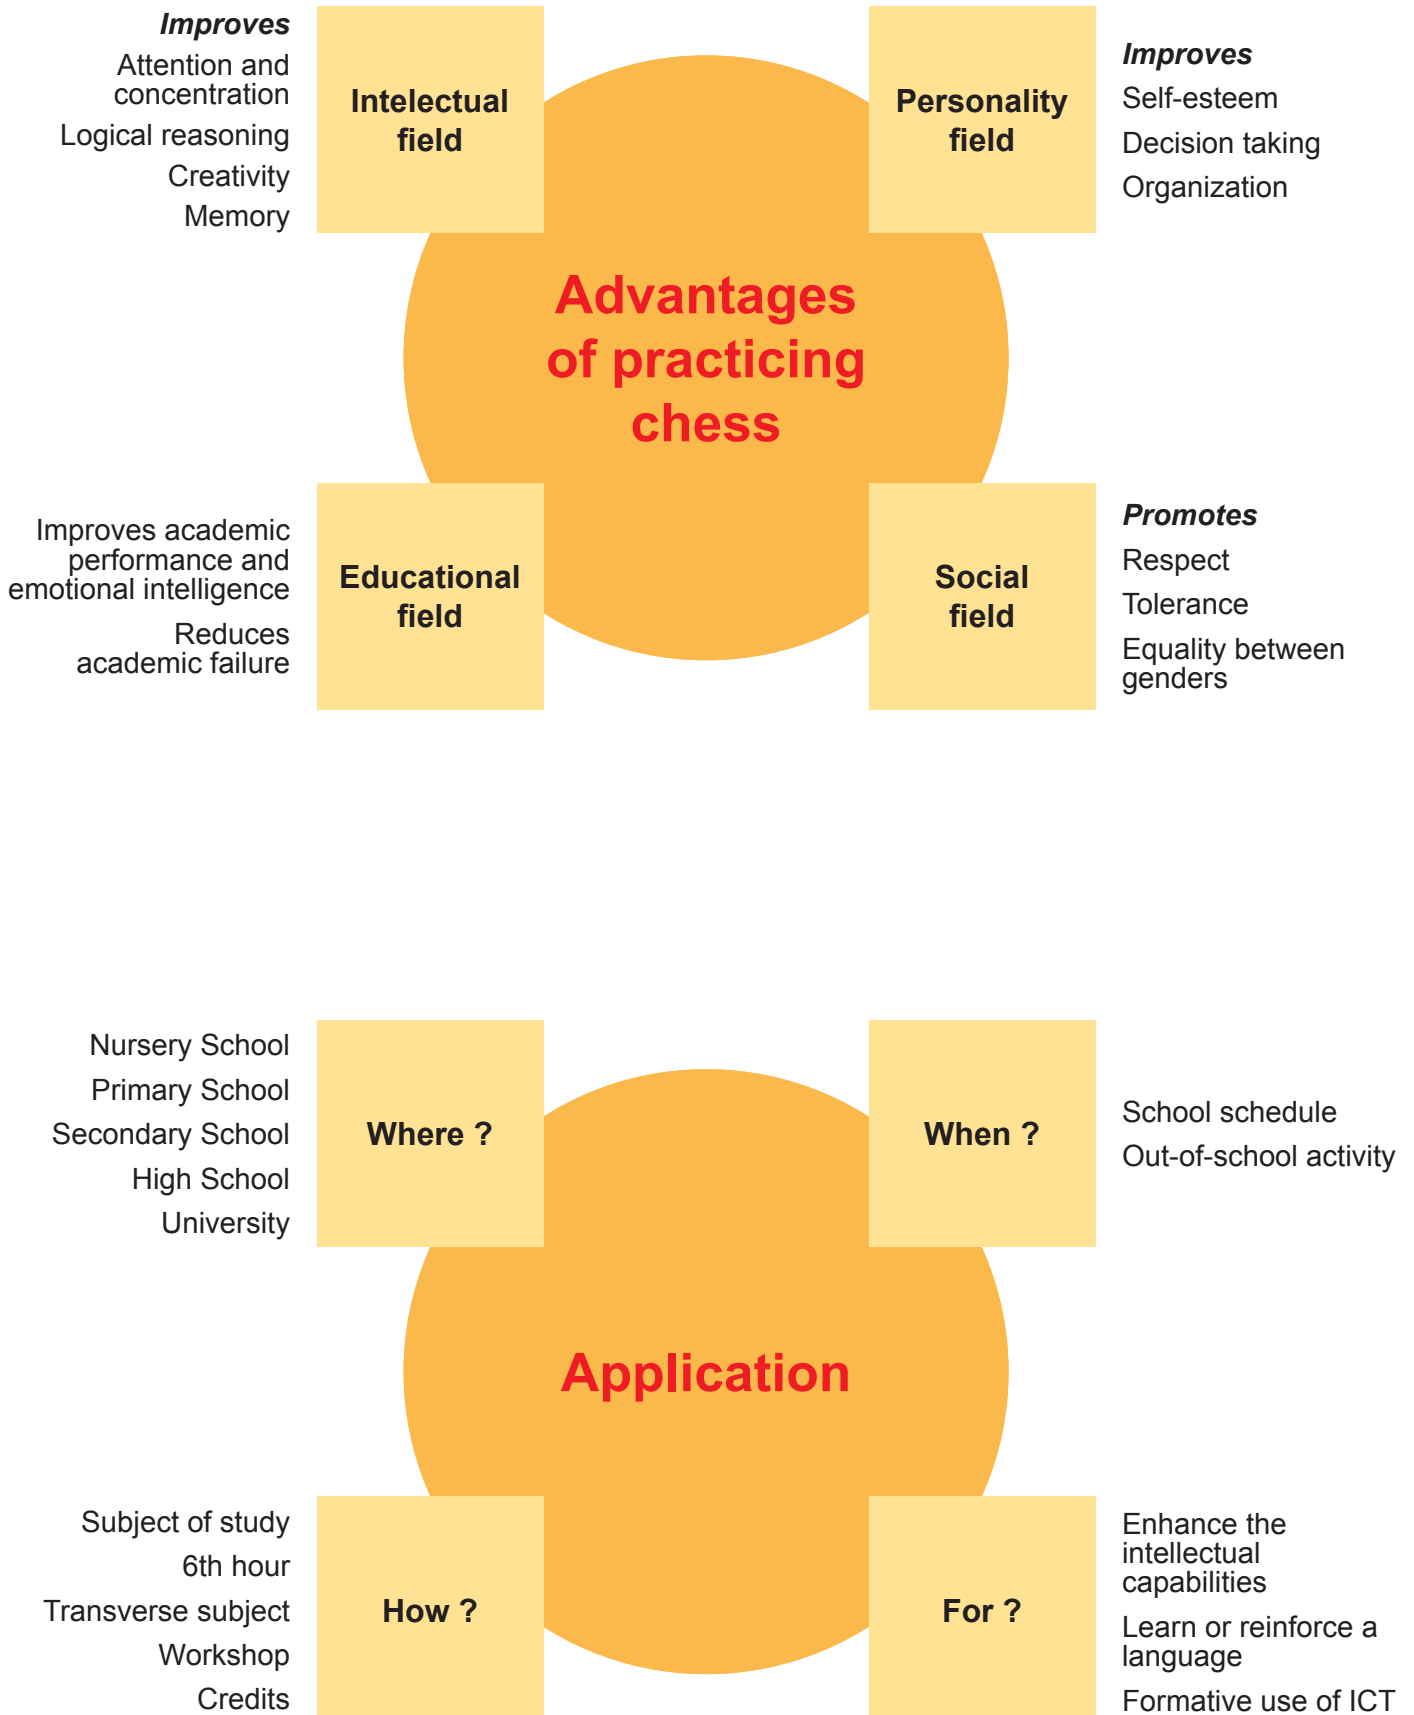 Improves
Attention and
concentration
Logical reasoning
Creativity
Memory
Intelectual
field
Personality
field
Improves
Self-esteem
Decision taking
Organization
Advantages
of practicing
chess
Improves academic
performance and
emotional intelligence
Reduces
academic failure
Educational
field
Social
field
Promotes
Respect
Tolerance
Equality between
genders
Nursery School
Primary School
Secondary School
High School
University
Where ?
When ?
School schedule
Out-of-school activity
Application
Subject of study
6th hour
Transverse subject
Workshop
Credits
How ?
For ?
Enhance the
intellectual
capabilities
Learn or reinforce a
language
Formative use of ICT